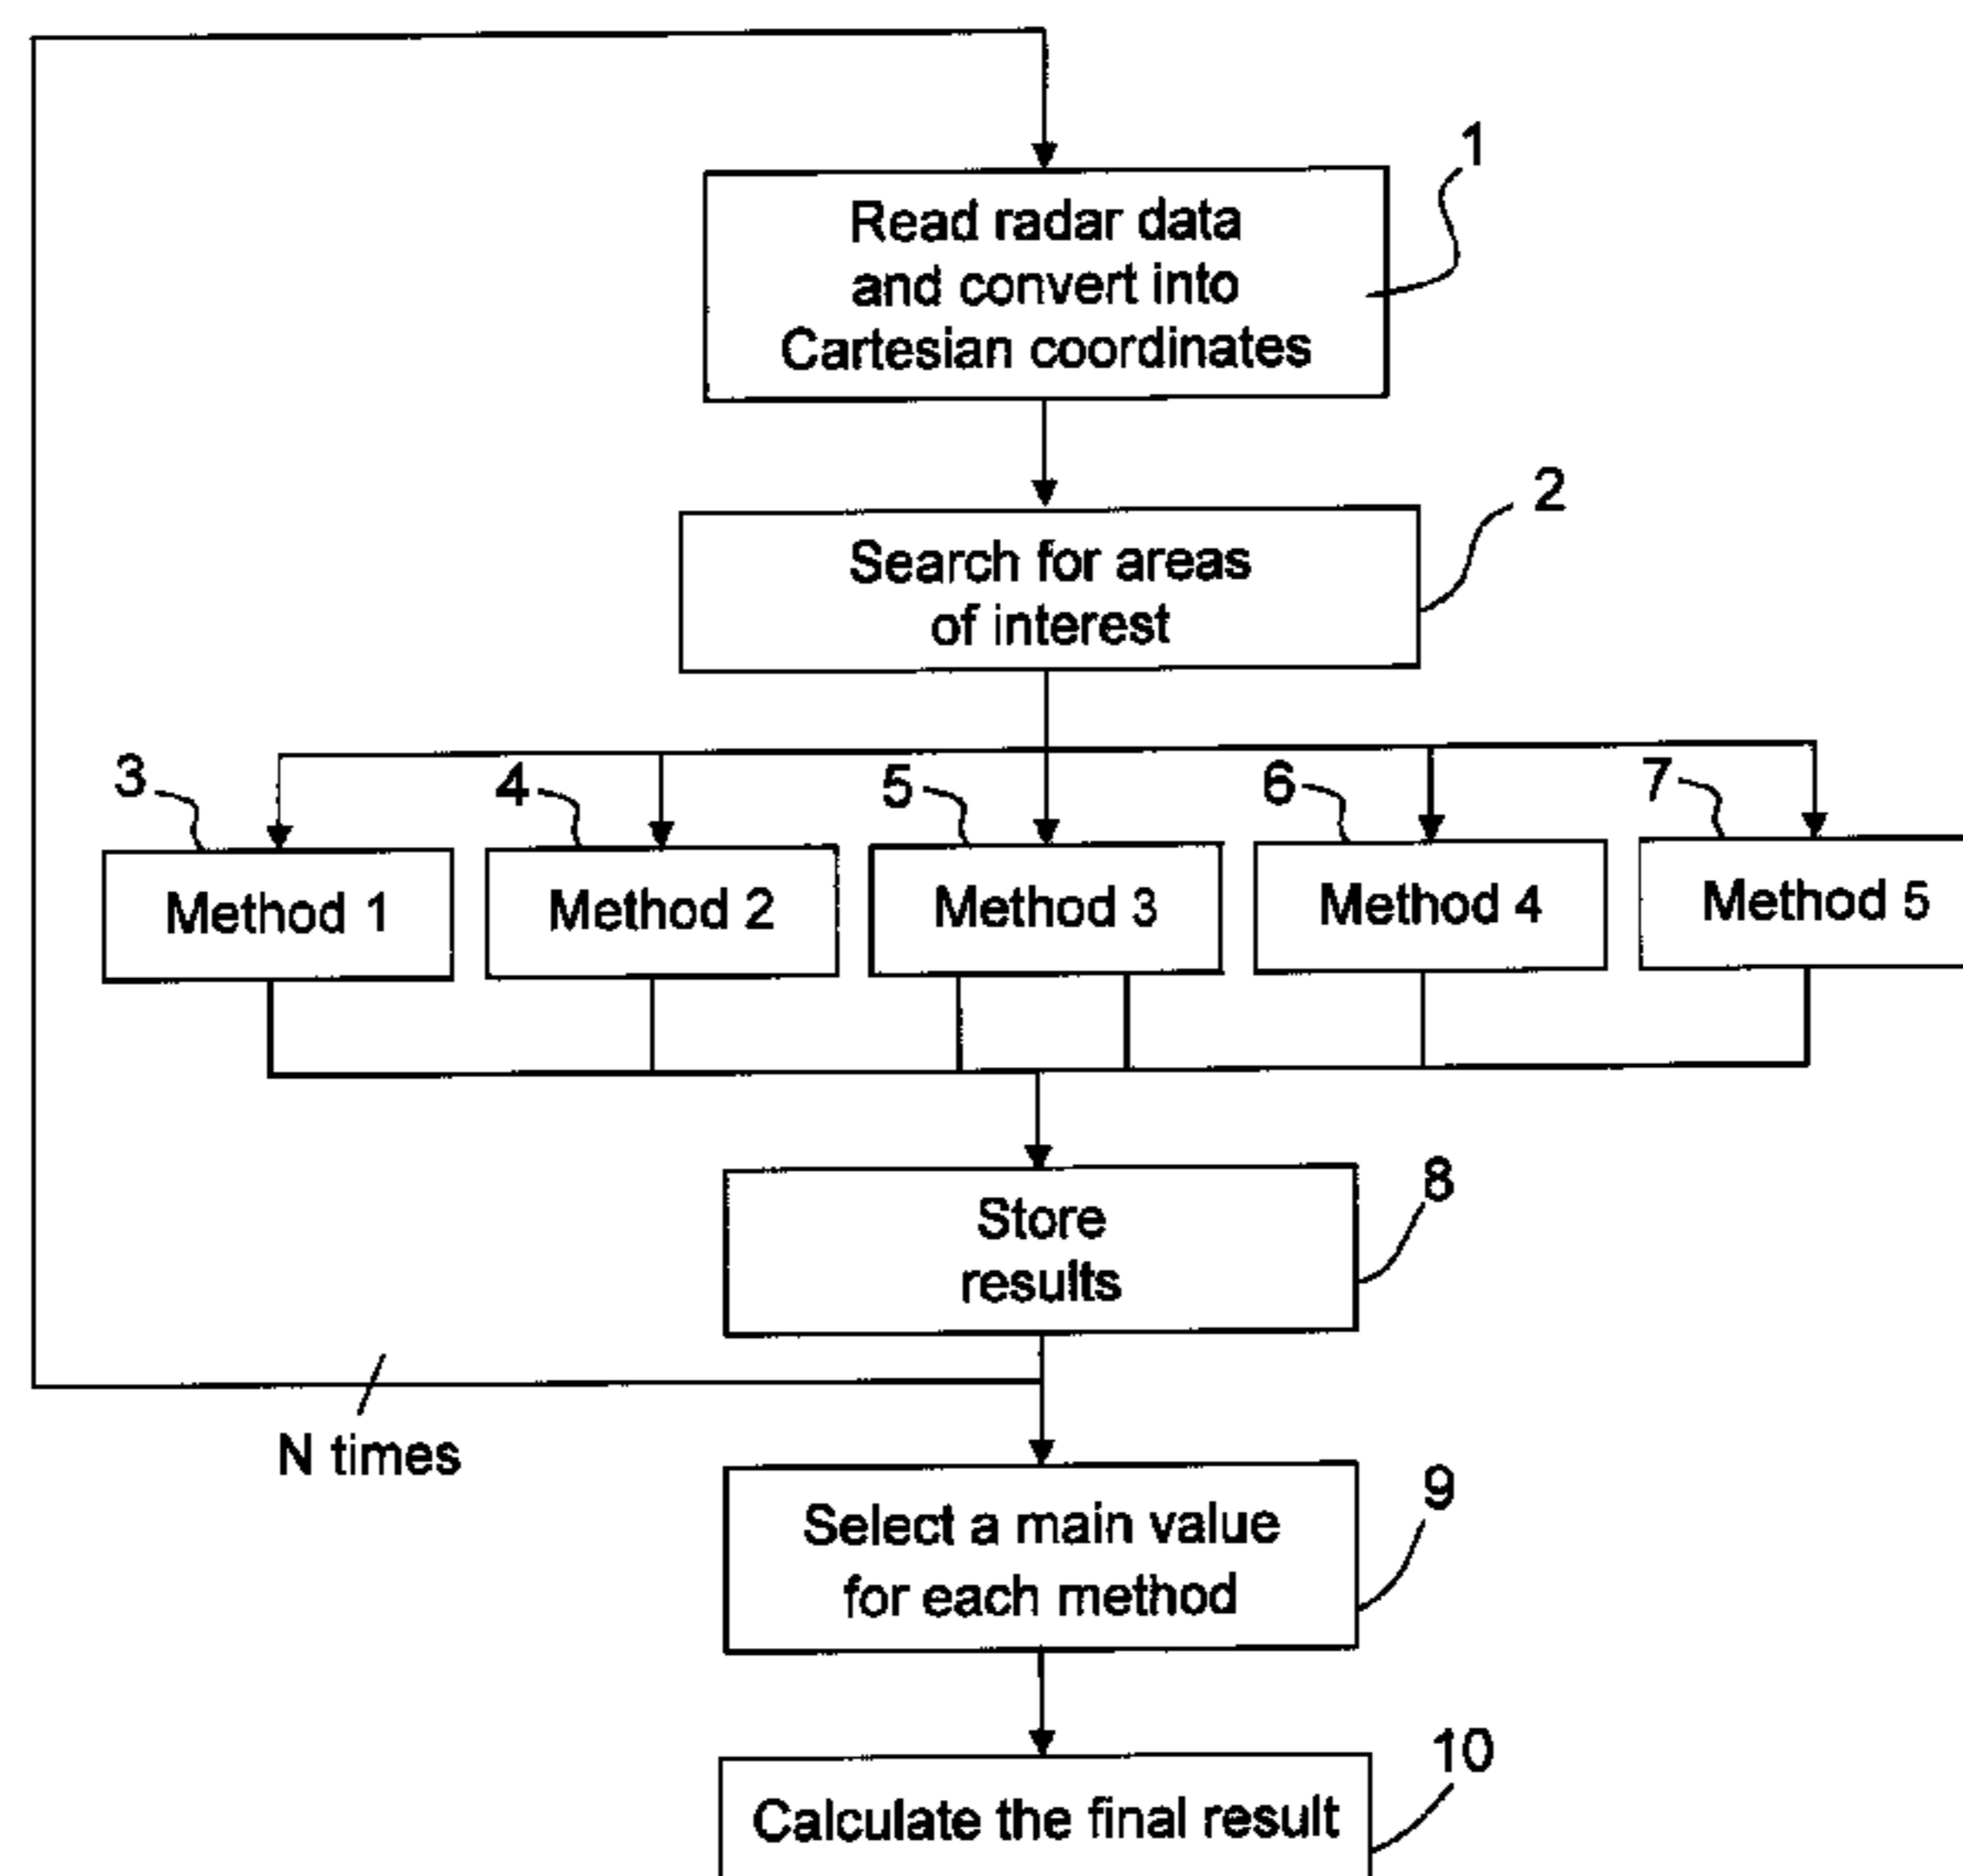 1
Read radar data
and convert into
Cartesian coordinates
2
Search for areas
of interest
3
4
5
6
7
Method 1
Method 2
Method 3
Method 4
Method 5
8
Store
results
N times
9
Select a main value
for each method
10
Calculate the final result